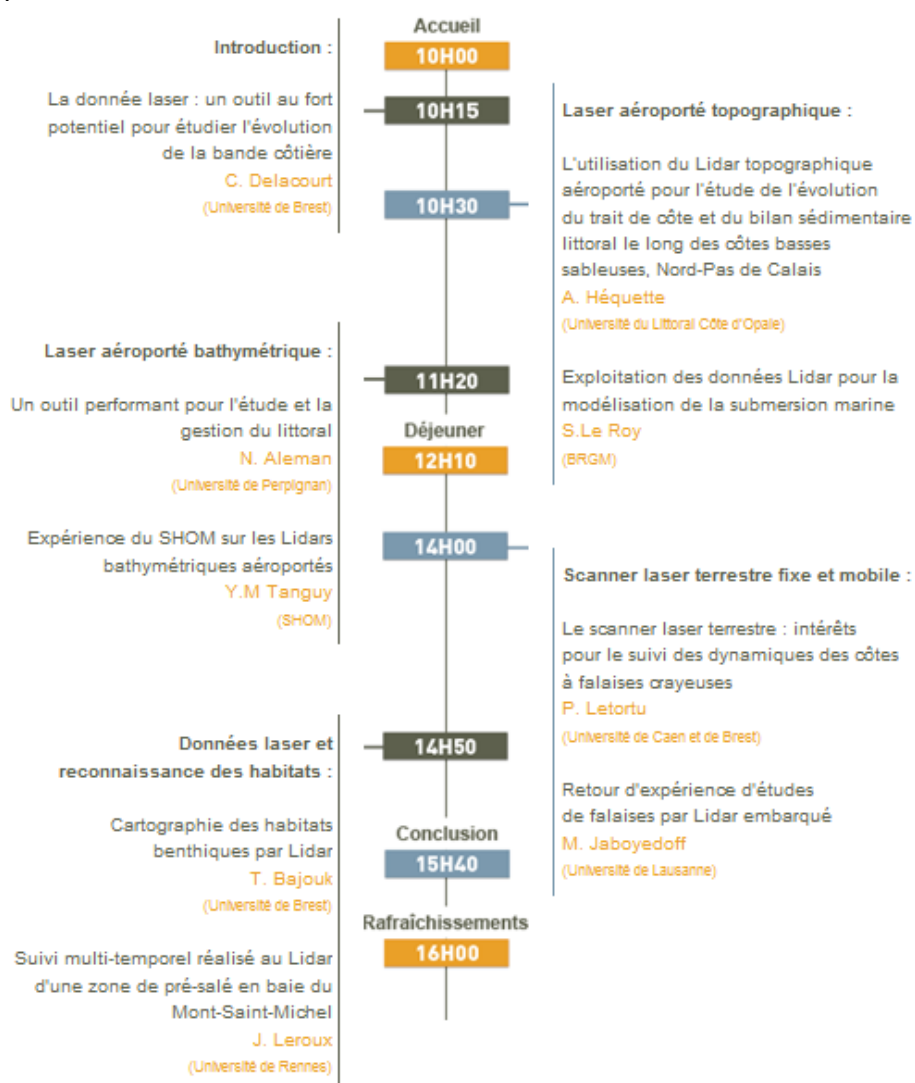 Accueil
10H00
Introduction :
10H15
La donnée laser : un outil au fort
potentiel pour étudier l'évolution
de la bande côtière
C. Delacourt
(Université de Brest)
10H30
Laser aéroporté topographique :
L'utilisation du Lidar topographique
aéroporté pour l'étude de l'évolution
du trait de côte et du bilan sédimentaire
littoral le long des côtes basses
sableuses, Nord-Pas de Calais
A. Héquette
(Université du Littoral Côte d'Opale)
Exploitation des données Lidar pour la
modélisation de la submersion marine
S.Le Roy
(BRGM)
11H20
Laser aéroporté bathymétrique :
Un outil performant pour l'étude et la
gestion du littoral
N. Aleman
(Université de Perpignan)
Expérience du SHOM sur les Lidars
bathymétriques aéroportés
Y.M Tanguy
(SHOM)
Déjeuner
12H10
14H00
Scanner laser terrestre fixe et mobile :
Le scanner laser terrestre : intérêts
pour le suivi des dynamiques des côtes
à falaises crayeuses
P. Letortu
(Université de Caen et de Brest)
Retour d'expérience d'études
de falaises par Lidar embarqué
M. Jaboyedoff
(Université de Lausanne)
14H50
Données laser et
reconnaissance des habitats :
Cartographie des habitats
benthiques par Lidar
T. Bajouk
(Université de Brest)
Suivi multi-temporel réalisé au Lidar
d'une zone de pré-salé en baie du
Mont-Saint-Michel
J. Leroux
(Université de Rennes)
Conclusion
15H40
Rafraîchissements
16H00